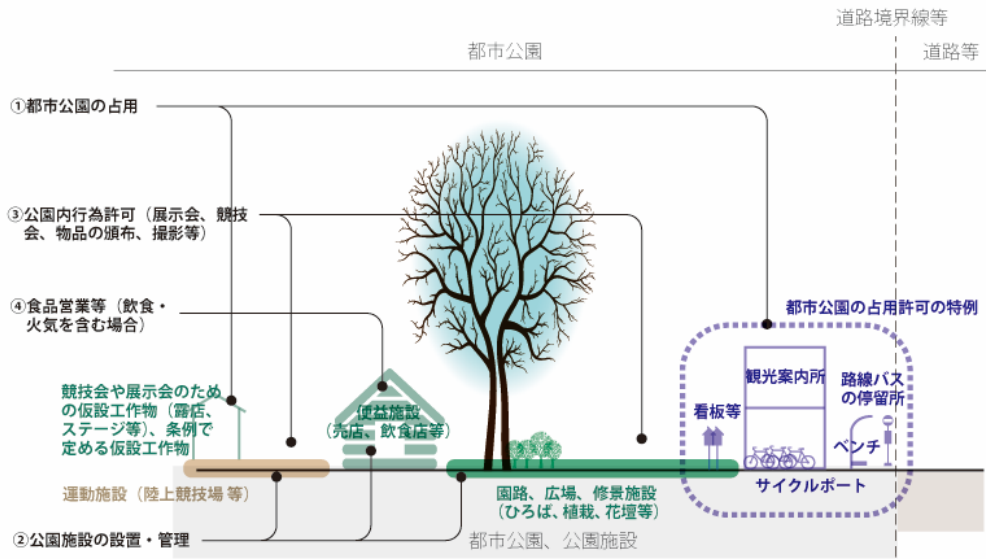 道路境界線等
都市公園
道路等
①都市公園の占用
③公園内行為許可（展示会、競技
会、物品の頒布、撮影等）
④食品営業等（飲食・
火気を含む場合）
都市公園の占用許可の特例
競技会や展示会のため
の仮設工作物（露店、
ステージ等）、条例で
定める仮設工作物
便益施設
（売店、飲食店等）
観光案内所
路線バス
の停留所
看板等
ベンチ
サイクルポート
運動施設（陸上競技場 等）
園路、広場、修景施設
（ひろば、植栽、花壇等）
②公園施設の設置・管理
都市公園、公園施設